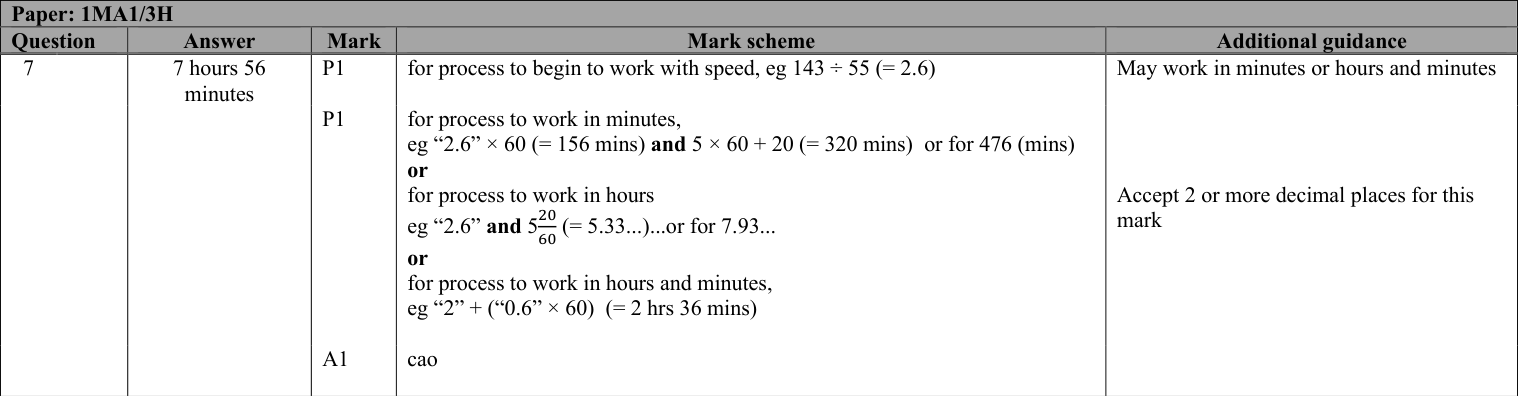 Paper: 1MA1/3H
Question Answer Mark Mark scheme Additional guidance
7 7 hours 56 minutes P1 for process to begin to work with speed, eg 143 ÷ 55 (= 2.6) May work in minutes or hours and minutes
P1 for process to work in minutes,
eg “2.6” × 60 (= 156 mins) and 5 × 60 + 20 (= 320 mins) or for 476 (mins)
or
for process to work in hours Accept 2 or more decimal places for this mark
eg “2.6” and 5 20/60 (= 5.33...)...or for 7.93...
or
for process to work in hours and minutes,
eg “2” + (“0.6” × 60) (= 2 hrs 36 mins)
A1 cao